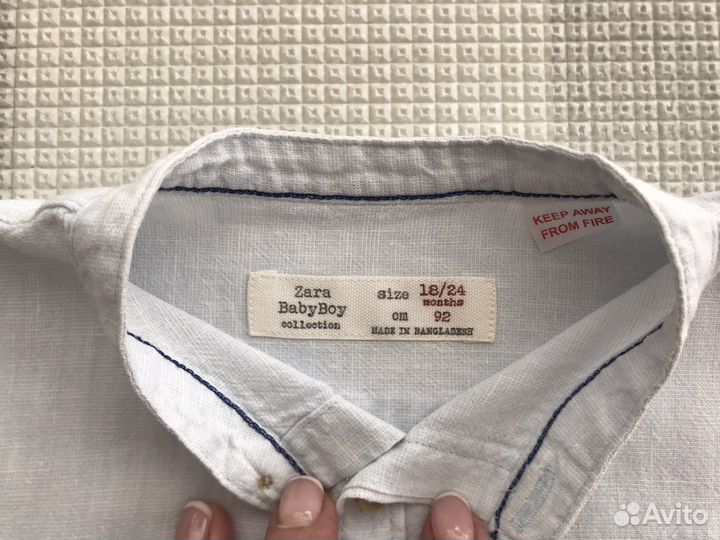 KEEP AWAY
FROM FIRE
Zara
BabyBoy
collection
size 18/24
months
cm 92
MADE IN BANGLADESH
Avito